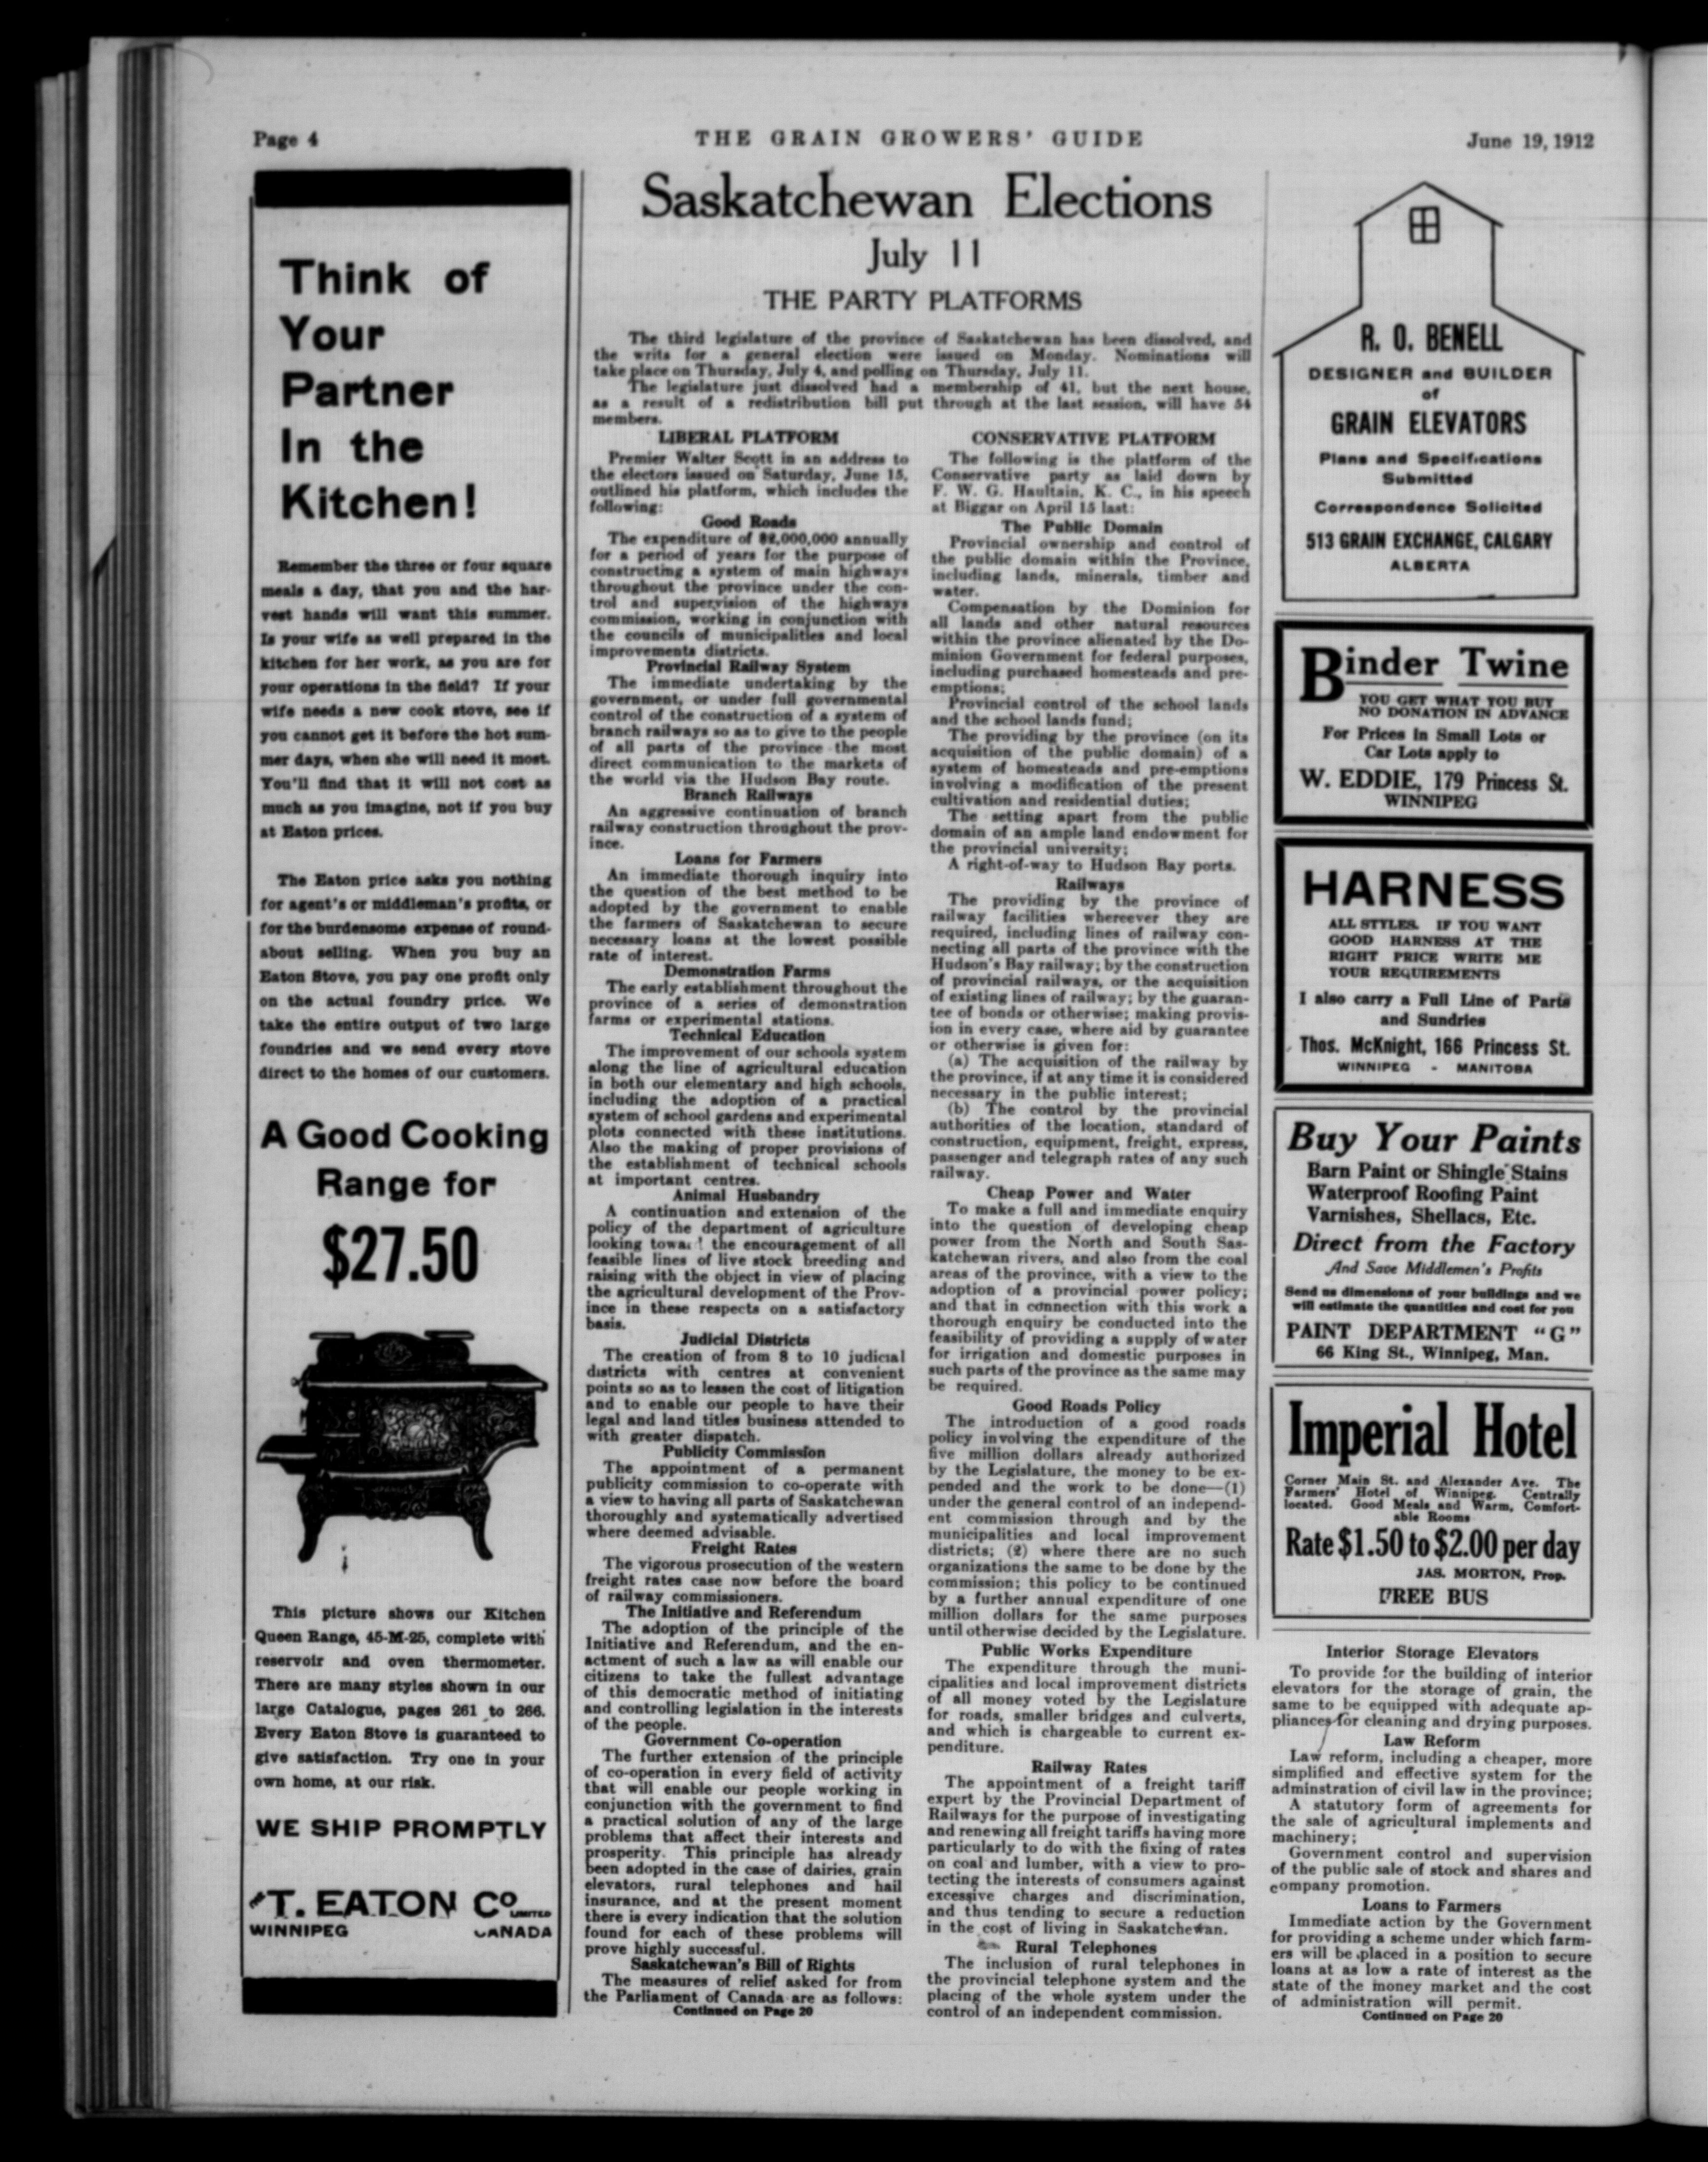 Page 4
THE GRAIN GROWERS' GUIDE
June 19, 1912
Think of
Your
Partner
In the
Kitchen!
Remember the three or four square
meals a day, that you and the har-
vest hands will want this summer.
Is your wife as well prepared in the
kitchen for her work, as you are for
your operations in the field? If your
wife needs a new cook stove, see if
you cannot get it before the hot sum-
mer days, when she will need it most.
You'll find that it will not cost as
much as you imagine, not if you buy
at Eaton prices.
The Eaton price asks you nothing
for agent's or middleman's profits, or
for the burdensome expense of round-
about selling. When you buy an
Eaton Stove, you pay one profit only
on the actual foundry price. We
take the entire output of two large
foundries and we send every stove
direct to the homes of our customers.
A Good Cooking
Range for
$27.50
This picture shows our Kitchen
Queen Range, 45-M-25, complete with
reservoir and oven thermometer.
There are many styles shown in our
large Catalogue, pages 261 to 266.
Every Eaton Stove is guaranteed to
give satisfaction. Try one in your
own home, at our risk.
WE SHIP PROMPTLY
T. EATON CO. LIMITED
WINNIPEG CANADA
Saskatchewan Elections
July 11
THE PARTY PLATFORMS
The third legislature of the province of Saskatchewan has been dissolved, and
the writs for a general election were issued on Monday. Nominations will
take place on Thursday, July 4, and polling on Thursday, July 11.
The legislature just dissolved had a membership of 41, but the next house,
as a result of a redistribution bill put through at the last session, will have 54
members.
LIBERAL PLATFORM
Premier Walter Scott in an address to
the electors issued on Saturday, June 15,
outlined his platform, which includes the
following:
Good Roads
The expenditure of $2,000,000 annually
for a period of years for the purpose of
constructing a system of main highways
throughout the province under the con-
trol and supervision of the highways
commission, working in conjunction with
the councils of municipalities and local
improvements districts.
Provincial Railway System
The immediate undertaking by the
government, or under full governmental
control of the construction of a system of
branch railways so as to give to the people
of all parts of the province the most
direct communication to the markets of
the world via the Hudson Bay route.
Branch Railways
An aggressive continuation of branch
railway construction throughout the prov-
ince.
Loans for Farmers
An immediate thorough inquiry into
the question of the best method to be
adopted by the government to enable
the farmers of Saskatchewan to secure
necessary loans at the lowest possible
rate of interest.
Demonstration Farms
The early establishment throughout the
province of a series of demonstration
farms or experimental stations.
Technical Education
The improvement of our schools system
along the line of agricultural education
in both our elementary and high schools,
including the adoption of a practical
system of school gardens and experimental
plots connected with these institutions.
Also the making of proper provisions of
the establishment of technical schools
at important centres.
Animal Husbandry
A continuation and extension of the
policy of the department of agriculture
looking toward the encouragement of all
feasible lines of live stock breeding and
raising with the object in view of placing
the agricultural development of the Prov-
ince in these respects on a satisfactory
basis.
Judicial Districts
The creation of from 8 to 10 judicial
districts with centres at convenient
points so as to lessen the cost of litigation
and to enable our people to have their
legal and land titles business attended to
with greater dispatch.
Publicity Commission
The appointment of a permanent
publicity commission to co-operate with
a view to having all parts of Saskatchewan
thoroughly and systematically advertised
where deemed advisable.
Freight Rates
The vigorous prosecution of the western
freight rates case now before the board
of railway commissioners.
The Initiative and Referendum
The adoption of the principle of the
Initiative and Referendum, and the en-
actment of such a law as will enable our
citizens to take the fullest advantage
of this democratic method of initiating
and controlling legislation in the interests
of the people.
Government Co-operation
The further extension of the principle
of co-operation in every field of activity
that will enable our people working in
conjunction with the government to find
a practical solution of any of the large
problems that affect their interests and
prosperity. This principle has already
been adopted in the case of dairies, grain
elevators, rural telephones and hail
insurance, and at the present moment
there is every indication that the solution
found for each of these problems will
prove highly successful.
Saskatchewan's Bill of Rights
The measures of relief asked for from
the Parliament of Canada are as follows:
Continued on Page 20
CONSERVATIVE PLATFORM
The following is the platform of the
Conservative party as laid down by
F. W. G. Haultain, K. C., in his speech
at Biggar on April 15 last:
The Public Domain
Provincial ownership and control of
the public domain within the Province,
including lands, minerals, timber and
water.
Compensation by the Dominion for
all lands and other natural resources
within the province alienated by the Do-
minion Government for federal purposes,
including purchased homesteads and pre-
emptions;
Provincial control of the school lands
and the school lands fund;
The providing by the province (on its
acquisition of the public domain) of a
system of homesteads and pre-emptions
involving a modification of the present
cultivation and residential duties;
The setting apart from the public
domain of an ample land endowment for
the provincial university;
A right-of-way to Hudson Bay ports.
Railways
The providing by the province of
railway facilities whereever they are
required, including lines of railway con-
necting all parts of the province with the
Hudson's Bay railway; by the construction
of provincial railways, or the acquisition
of existing lines of railway; by the guaran-
tee of bonds or otherwise; making provis-
ion in every case, where aid by guarantee
or otherwise is given for:
(a) The acquisition of the railway by
the province, if at any time it is considered
necessary in the public interest;
(b) The control by the provincial
authorities of the location, standard of
construction, equipment, freight, express,
passenger and telegraph rates of any such
railway.
Cheap Power and Water
To make a full and immediate enquiry
into the question of developing cheap
power from the North and South Sas-
katchewan rivers, and also from the coal
areas of the province, with a view to the
adoption of a provincial power policy;
and that in connection with this work a
thorough enquiry be conducted into the
feasibility of providing a supply of water
for irrigation and domestic purposes in
such parts of the province as the same may
be required.
Good Roads Policy
The introduction of a good roads
policy involving the expenditure of the
five million dollars already authorized
by the Legislature, the money to be ex-
pended and the work to be done—(1)
under the general control of an independ-
ent commission through and by the
municipalities and local improvement
districts; (2) where there are no such
organizations the same to be done by the
commission; this policy to be continued
by a further annual expenditure of one
million dollars for the same purposes
until otherwise decided by the Legislature.
Public Works Expenditure
The expenditure through the muni-
cipalities and local improvement districts
of all money voted by the Legislature
for roads, smaller bridges and culverts,
and which is chargeable to current ex-
penditure.
Railway Rates
The appointment of a freight tariff
expert by the Provincial Department of
Railways for the purpose of investigating
and renewing all freight tariffs having more
particularly to do with the fixing of rates
on coal and lumber, with a view to pro-
tecting the interests of consumers against
excessive charges and discrimination,
and thus tending to secure a reduction
in the cost of living in Saskatchewan.
Rural Telephones
The inclusion of rural telephones in
the provincial telephone system and the
placing of the whole system under the
control of an independent commission.
R. O. BENELL
DESIGNER and BUILDER
of
GRAIN ELEVATORS
Plans and Specifications
Submitted
Correspondence Solicited
513 GRAIN EXCHANGE, CALGARY
ALBERTA
Binder Twine
YOU GET WHAT YOU BUY
NO DONATION IN ADVANCE
For Prices in Small Lots or
Car Lots apply to
W. EDDIE, 179 Princess St.
WINNIPEG
HARNESS
ALL STYLES. IF YOU WANT
GOOD HARNESS AT THE
RIGHT PRICE WRITE ME
YOUR REQUIREMENTS
I also carry a Full Line of Parts
and Sundries
Thos. McKnight, 166 Princess St.
WINNIPEG - MANITOBA
Buy Your Paints
Barn Paint or Shingle Stains
Waterproof Roofing Paint
Varnishes, Shellacs, Etc.
Direct from the Factory
And Save Middlemen's Profits
Send us dimensions of your buildings and we
will estimate the quantities and cost for you
PAINT DEPARTMENT "G"
66 King St., Winnipeg, Man.
Imperial Hotel
Corner Main St. and Alexander Ave. The
Farmers' Hotel of Winnipeg. Centrally
located. Good Meals and Warm, Comfort-
able Rooms
Rate $1.50 to $2.00 per day
JAS. MORTON, Prop.
FREE BUS
Interior Storage Elevators
To provide for the building of interior
elevators for the storage of grain, the
same to be equipped with adequate ap-
pliances for cleaning and drying purposes.
Law Reform
Law reform, including a cheaper, more
simplified and effective system for the
adminstration of civil law in the province;
A statutory form of agreements for
the sale of agricultural implements and
machinery;
Government control and supervision
of the public sale of stock and shares and
company promotion.
Loans to Farmers
Immediate action by the Government
for providing a scheme under which farm-
ers will be placed in a position to secure
loans at as low a rate of interest as the
state of the money market and the cost
of administration will permit.
Continued on Page 20